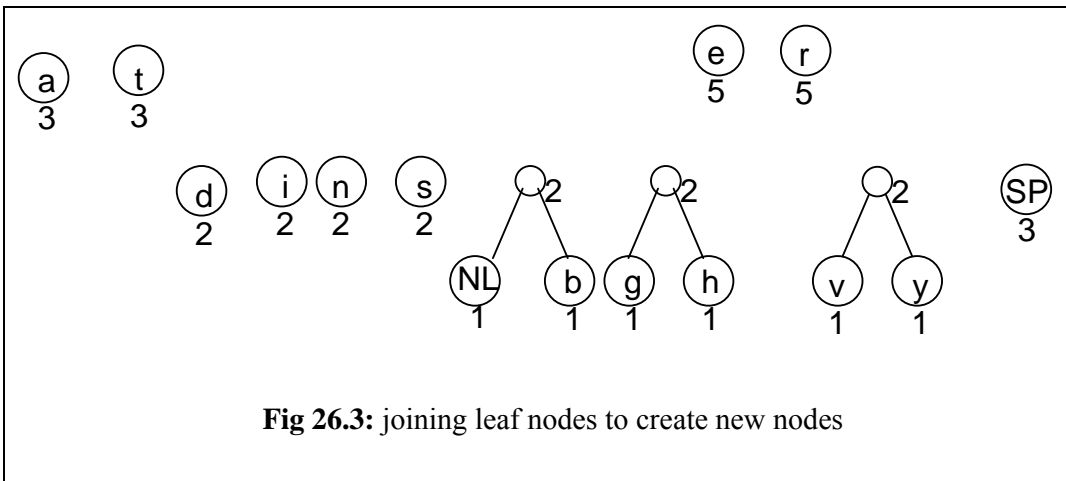 a t e r
3 3 5 5
d i n s 2 2 2 SP
2 2 2 2 3
NL b g h v y
1 1 1 1 1 1
Fig 26.3: joining leaf nodes to create new nodes